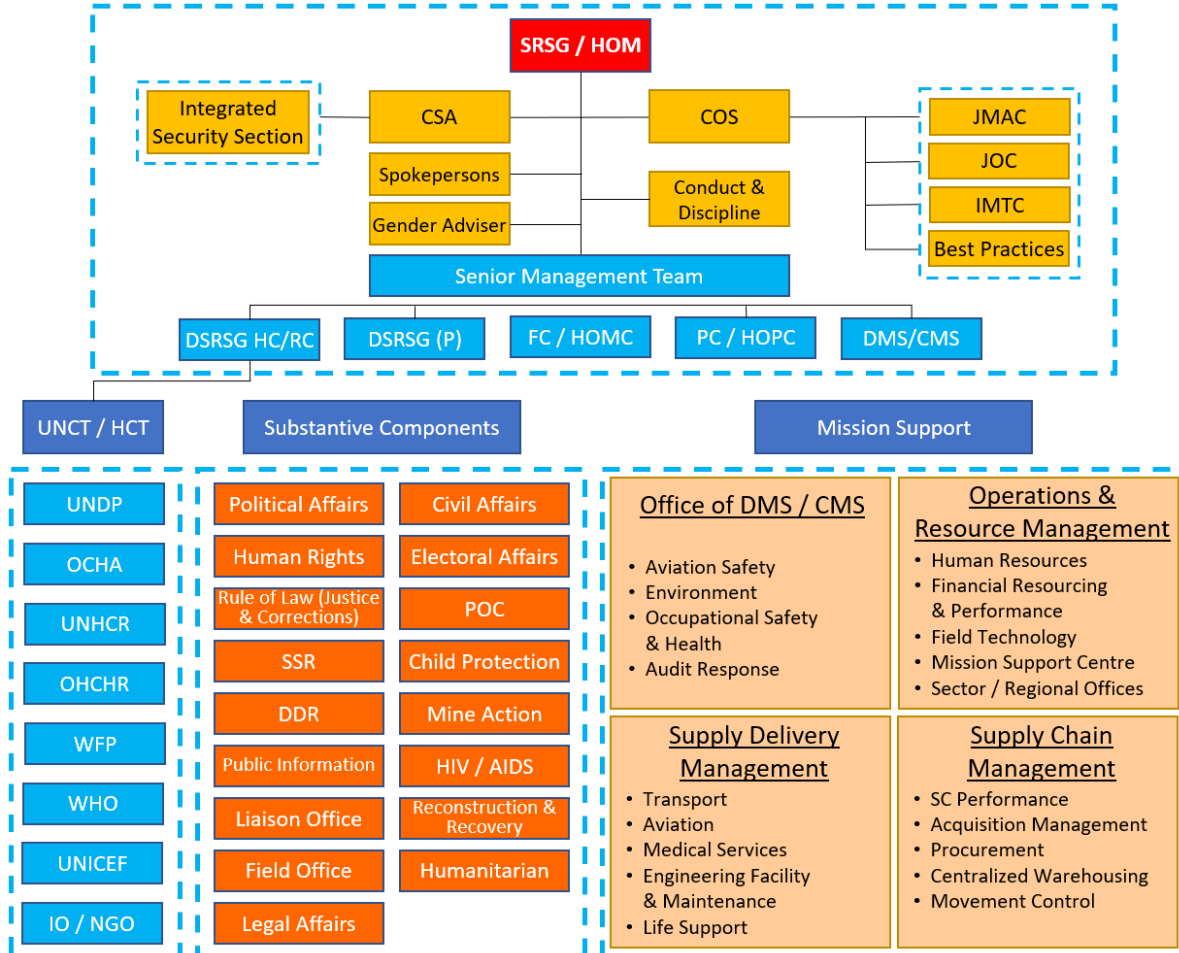 SRSG / HOM
Integrated
Security Section
CSA
COS
JMAC
JOC
IMTC
Best Practices
Spokepersons
Gender Adviser
Conduct &
Discipline
Senior Management Team
DSRSG HC/RC
DSRSG (P)
FC / HOMC
PC / HOPC
DMS/CMS
UNCT / HCT
Substantive Components
Mission Support
UNDP
OCHA
UNHCR
OHCHR
WFP
WHO
UNICEF
IO / NGO
Political Affairs
Human Rights
Rule of Law (Justice
& Corrections)
SSR
DDR
Public Information
Liaison Office
Field Office
Legal Affairs
Civil Affairs
Electoral Affairs
POC
Child Protection
Mine Action
HIV / AIDS
Reconstruction &
Recovery
Humanitarian
Office of DMS / CMS
• Aviation Safety
• Environment
• Occupational Safety
& Health
• Audit Response
Operations &
Resource Management
• Human Resources
• Financial Resourcing
& Performance
• Field Technology
• Mission Support Centre
• Sector / Regional Offices
Supply Delivery
Management
• Transport
• Aviation
• Medical Services
• Engineering Facility
& Maintenance
• Life Support
Supply Chain
Management
• SC Performance
• Acquisition Management
• Procurement
• Centralized Warehousing
• Movement Control